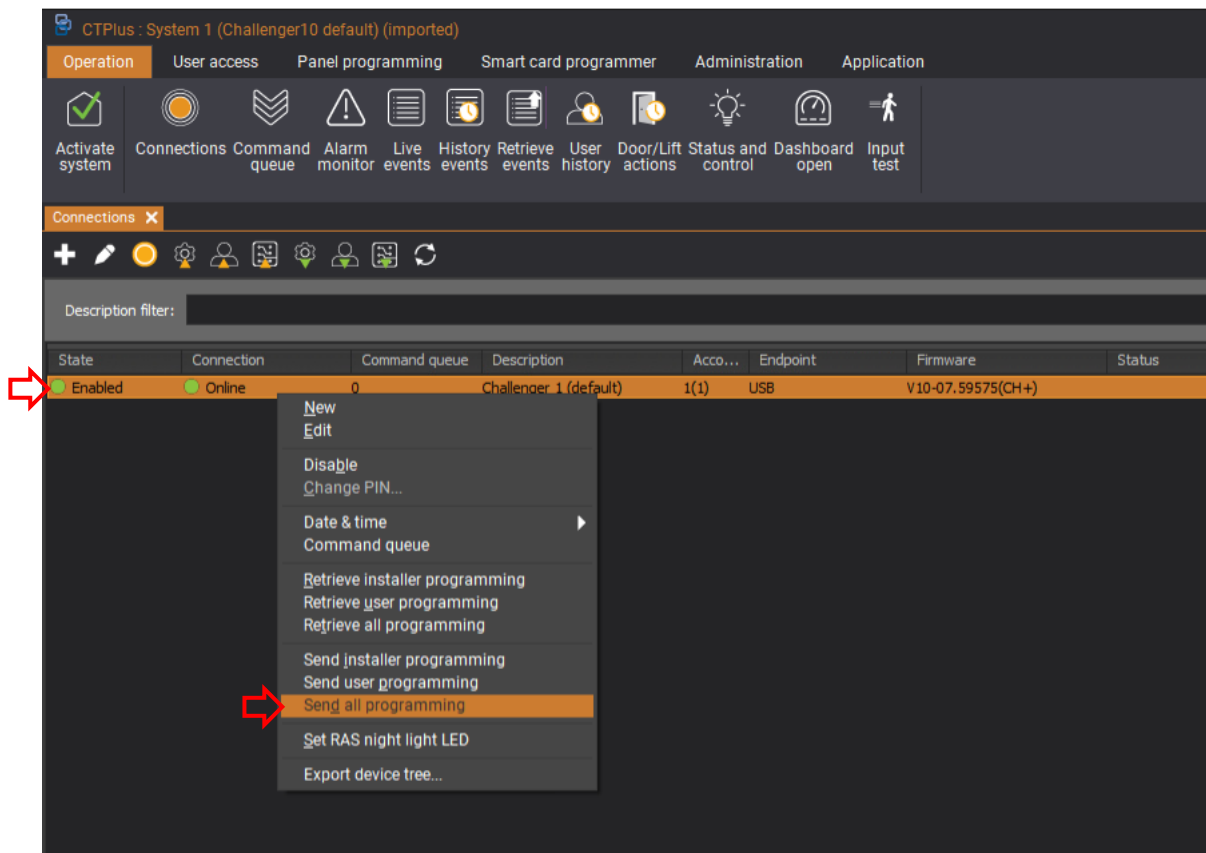 CTPlus : System 1 (Challenger10 default) (imported)
Operation User access Panel programming Smart card programmer Administration Application
Activate system
Connections
Command queue
Alarm monitor
Live events
History events
Retrieve events
User history
Door/Lift actions
Status and control
Dashboard open
Input test
Connections
Description filter:
State Connection Command queue Description Acco... Endpoint Firmware Status
Enabled Online 0 Challenger 1 (default) 1(1) USB V10-07.59575(CH+)
New
Edit
Disable
Change PIN...
Date & time
Command queue
Retrieve installer programming
Retrieve user programming
Retrieve all programming
Send installer programming
Send user programming
Send all programming
Set RAS night light LED
Export device tree...